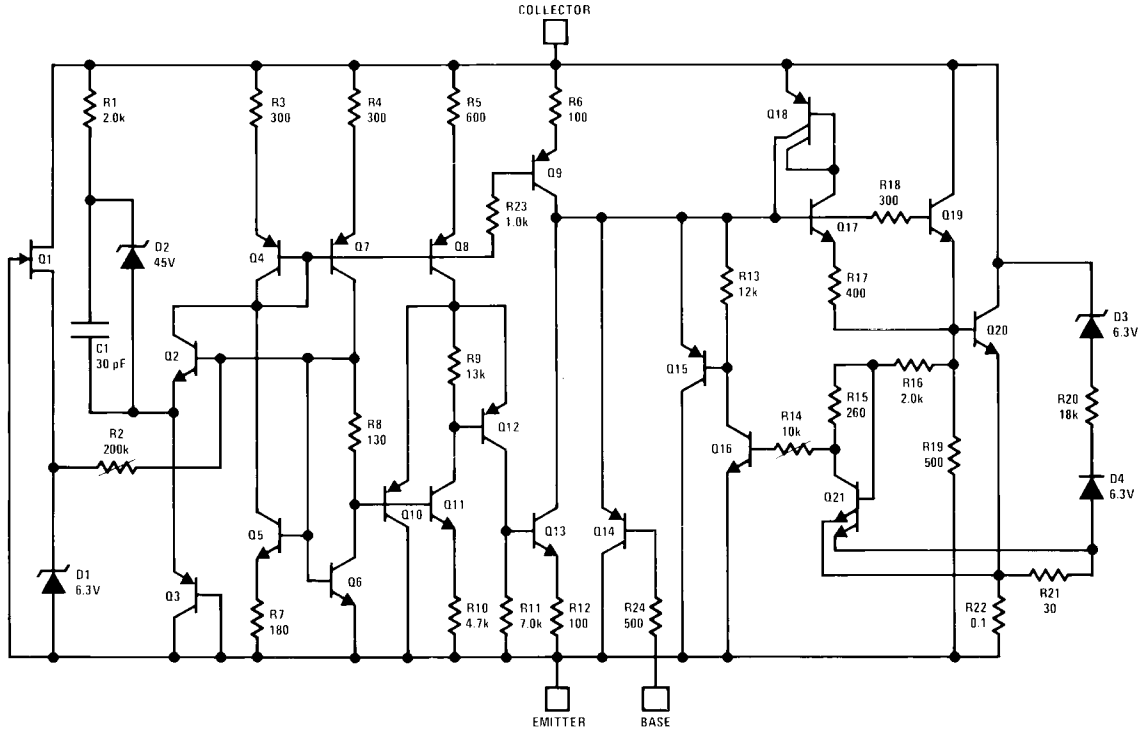 COLLECTOR
R1
2.0k
R3
300
R4
300
R5
600
R6
100
Q18
Q9
R18
300
Q19
R23
1.0k
Q17
Q1
D2
45V
Q4
Q7
Q8
R13
12k
R17
400
C1
30 pF
Q2
R9
13k
Q20
D3
6.3V
Q15
R16
2.0k
R15
260
R20
18k
R2
200k
R8
130
Q12
Q16
R14
10k
R19
500
Q10
Q11
Q21
D4
6.3V
Q5
Q13
Q14
D1
6.3V
Q3
Q6
R21
30
R7
180
R10
4.7k
R11
7.0k
R12
100
R24
500
R22
0.1
EMITTER
BASE